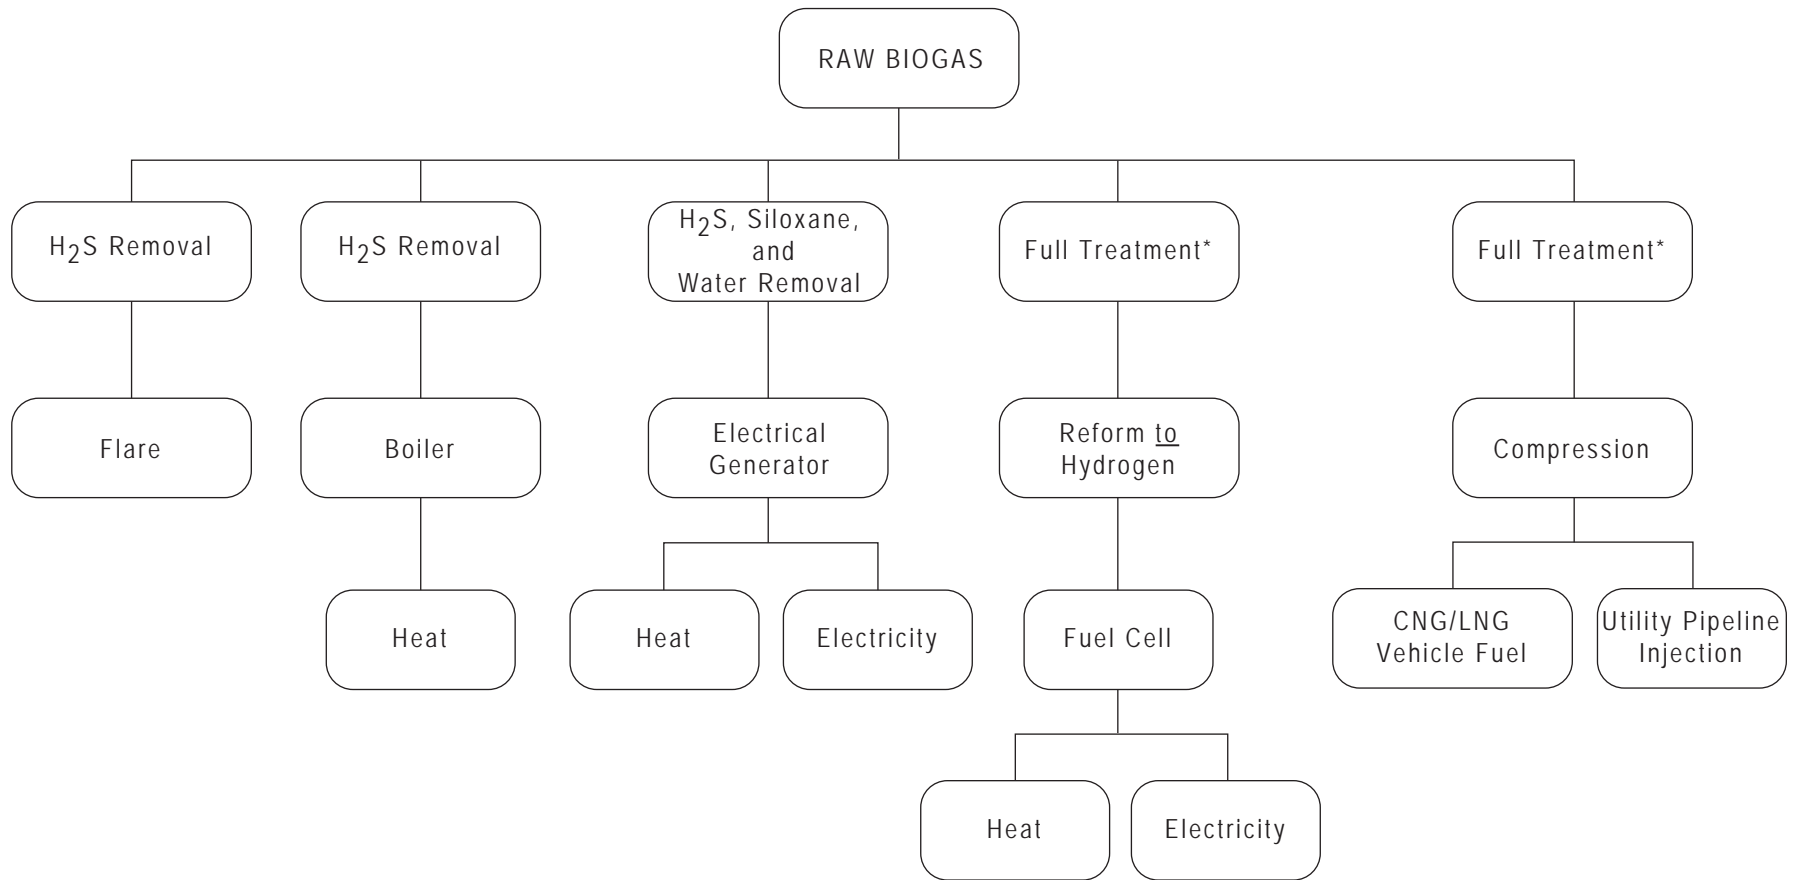 RAW BIOGAS
H₂S Removal
H₂S Removal
H₂S, Siloxane,
and
Water Removal
Full Treatment*
Full Treatment*
Flare
Boiler
Electrical
Generator
Reform to
Hydrogen
Compression
Heat
Heat
Electricity
Fuel Cell
CNG/LNG
Vehicle Fuel
Utility Pipeline
Injection
Heat
Electricity